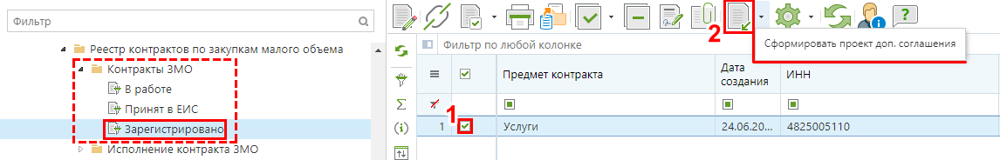 Фильтр
Реестр контрактов по закупкам малого объема
Контракты ЗМО
В работе
Принят в ЕИС
Зарегистрировано
Исполнение контракта ЗМО
2
Сформировать проект доп. соглашения
Фильтр по любой колонке
Предмет контракта
Дата создания
ИНН
1
1 Услуги 24.06.20... 4825005110